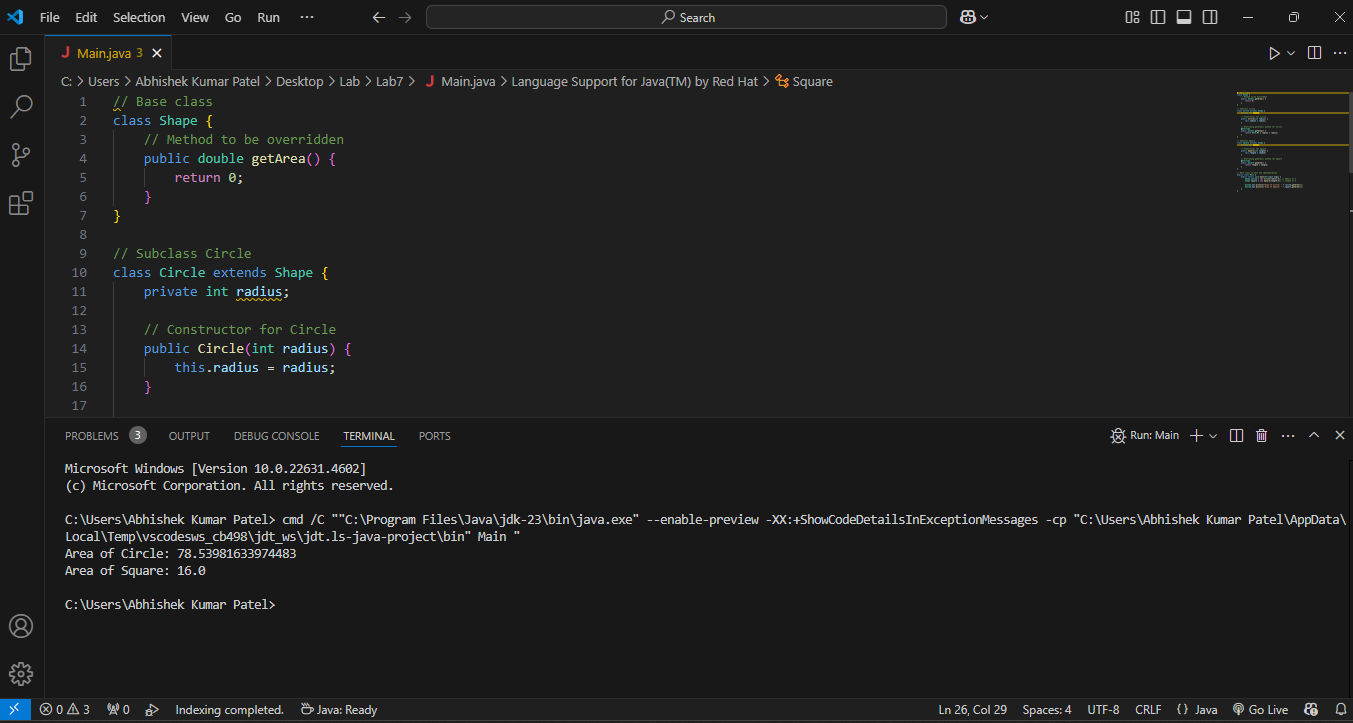 File Edit Selection View Go Run ··· Search
Main.java 3
C: > Users > Abhishek Kumar Patel > Desktop > Lab > Lab7 > Main.java > Language Support for Java(TM) by Red Hat > Square
1 // Base class
2 class Shape {
3 // Method to be overridden
4 public double getArea() {
5 return 0;
6 }
7 }
8
9 // Subclass Circle
10 class Circle extends Shape {
11 private int radius;
12
13 // Constructor for Circle
14 public Circle(int radius) {
15 this.radius = radius;
16 }
17
PROBLEMS 3 OUTPUT DEBUG CONSOLE TERMINAL PORTS Run: Main
Microsoft Windows [Version 10.0.22631.4602]
(c) Microsoft Corporation. All rights reserved.
C:\Users\Abhishek Kumar Patel> cmd /C ""C:\Program Files\Java\jdk-23\bin\java.exe" --enable-preview -XX:+ShowCodeDetailsInExceptionMessages -cp "C:\Users\Abhishek Kumar Patel\AppData\
Local\Temp\vscodesws_cb498\jdt_ws\jdt.ls-java-project\bin" Main "
Area of Circle: 78.53981633974483
Area of Square: 16.0
C:\Users\Abhishek Kumar Patel>
0 3 0 Indexing completed. Java: Ready Ln 26, Col 29 Spaces: 4 UTF-8 CRLF {} Java Go Live